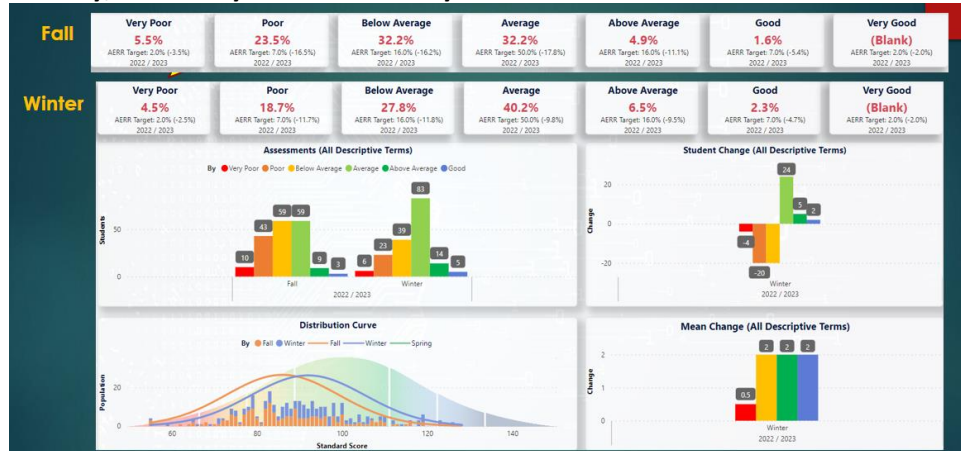 Fall
Very Poor
5.5%
AERR Target: 2.0% (-3.5%)
2022 / 2023
Poor
23.5%
AERR Target: 7.0% (-16.5%)
2022 / 2023
Below Average
32.2%
AERR Target: 16.0% (-16.2%)
2022 / 2023
Average
32.2%
AERR Target: 50.0% (-17.8%)
2022 / 2023
Above Average
4.9%
AERR Target: 16.0% (-11.1%)
2022 / 2023
Good
1.6%
AERR Target: 7.0% (-5.4%)
2022 / 2023
Very Good
(Blank)
AERR Target: 2.0% (-2.0%)
2022 / 2023
Winter
Very Poor
4.5%
AERR Target: 2.0% (-2.5%)
2022 / 2023
Poor
18.7%
AERR Target: 7.0% (-11.7%)
2022 / 2023
Below Average
27.8%
AERR Target: 16.0% (-11.8%)
2022 / 2023
Average
40.2%
AERR Target: 50.0% (-9.8%)
2022 / 2023
Above Average
6.5%
AERR Target: 16.0% (-9.5%)
2022 / 2023
Good
2.3%
AERR Target: 7.0% (-4.7%)
2022 / 2023
Very Good
(Blank)
AERR Target: 2.0% (-2.0%)
2022 / 2023
Assessments (All Descriptive Terms)
By Very Poor Poor Below Average Average Above Average Good
Students
50
0
10 43 59 59 9 3
6 23 39 83 14 5
Fall Winter
2022 / 2023
Student Change (All Descriptive Terms)
Change
20
0
-20
-4 -20 24 5 2
Winter
2022 / 2023
Distribution Curve
By Fall Winter Fall Winter Spring
Population
20
0
60 80 100 120 140
Standard Score
Mean Change (All Descriptive Terms)
Change
2
1
0
0.5 2 2 2
Winter
2022 / 2023